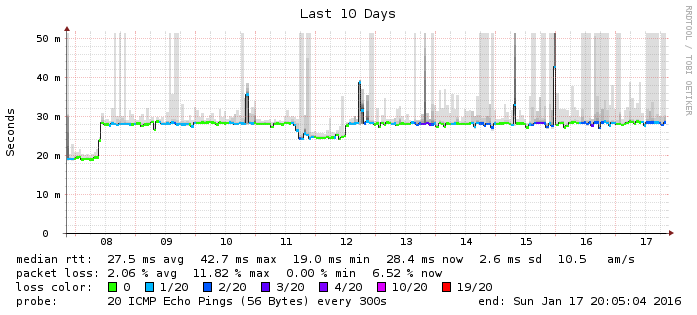 Last 10 Days
RRDTOOL / TOBI OETIKER
Seconds
50 m
40 m
30 m
20 m
10 m
0
08 09 10 11 12 13 14 15 16 17
median rtt: 27.5 ms avg 42.7 ms max 19.0 ms min 28.4 ms now 2.6 ms sd 10.5 am/s
packet loss: 2.06 % avg 11.82 % max 0.00 % min 6.52 % now
loss color: 0 1/20 2/20 3/20 4/20 10/20 19/20
probe: 20 ICMP Echo Pings (56 Bytes) every 300s end: Sun Jan 17 20:05:04 2016